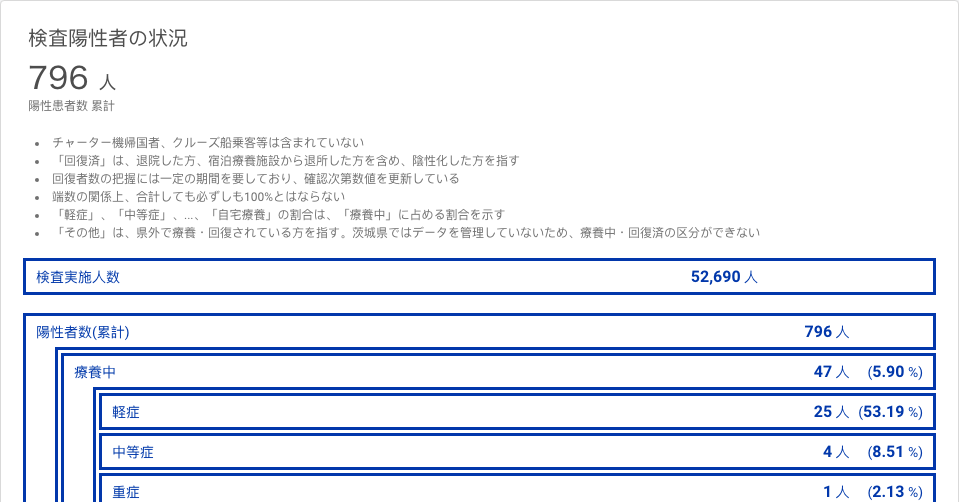 検査陽性者の状況
796 人
陽性患者数 累計
• チャーター機帰国者、クルーズ船乗客等は含まれていない
• 「回復済」は、退院した方、宿泊療養施設から退所した方を含め、陰性化した方を指す
• 回復者数の把握には一定の期間を要しており、確認次第数値を更新している
• 端数の関係上、合計しても必ずしも100%とはならない
• 「軽症」、「中等症」、...、「自宅療養」の割合は、「療養中」に占める割合を示す
• 「その他」は、県外で療養・回復されている方を指す。茨城県ではデータを管理していないため、療養中・回復済の区分ができない
検査実施人数 52,690 人
陽性者数(累計) 796 人
療養中 47 人 (5.90 %)
軽症 25 人 (53.19 %)
中等症 4 人 (8.51 %)
重症 1 人 (2.13 %)